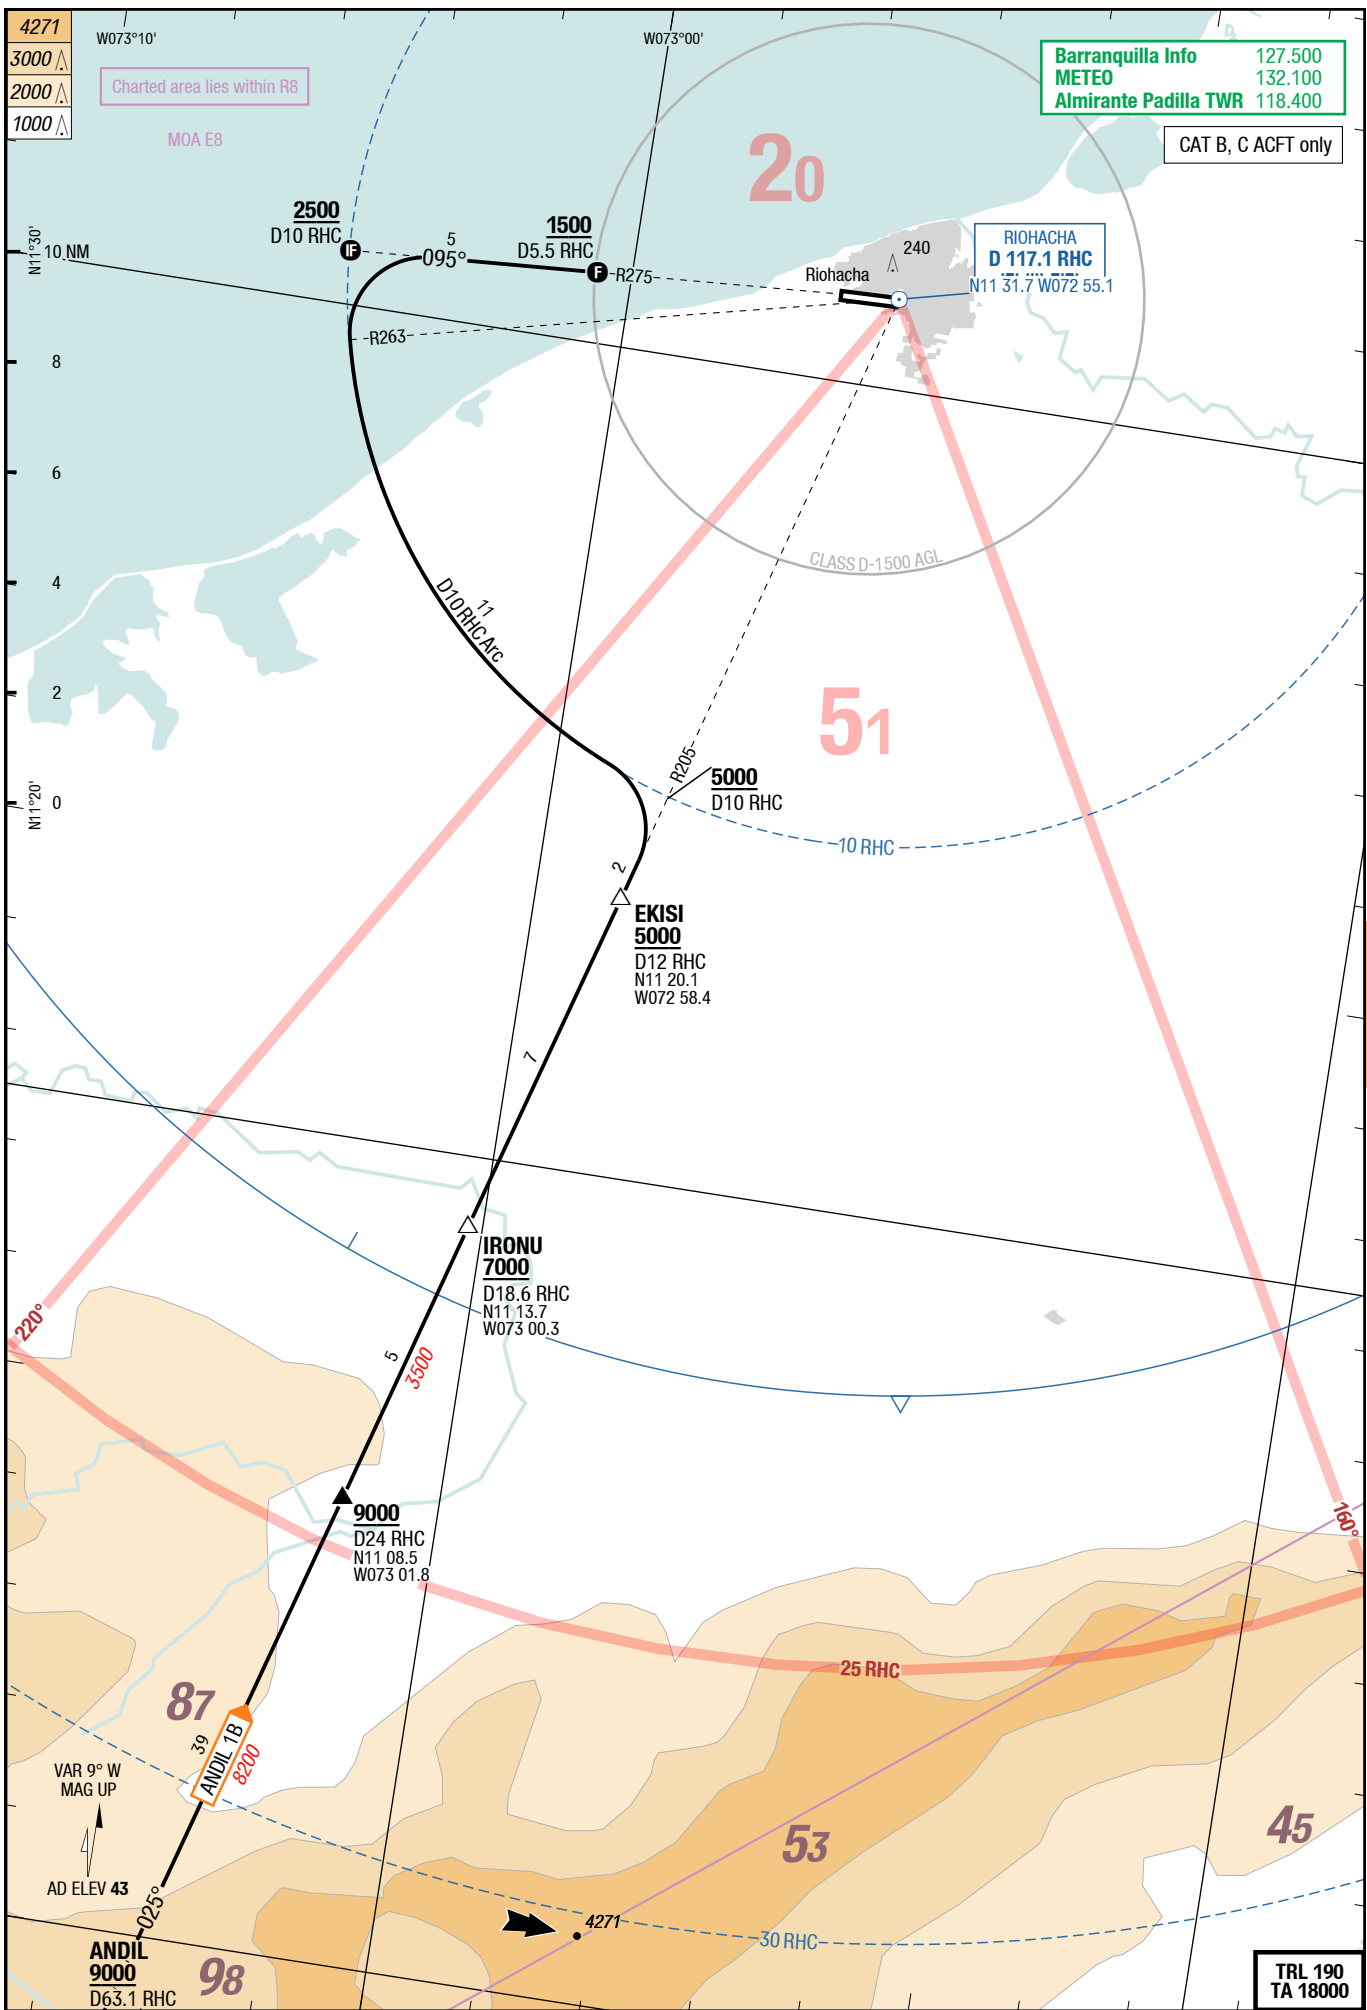 4271
3000
2000
1000
W073°10'
W073°00'
Charted area lies within R8
MOA E8
Barranquilla Info 127.500
METEO 132.100
Almirante Padilla TWR 118.400
CAT B, C ACFT only
20
2500
D10 RHC
IF
5
095°
1500
D5.5 RHC
F
R275
240
Riohacha
RIOHACHA
D 117.1 RHC
N11 31.7 W072 55.1
N11°30'
10 NM
R263
8
6
4
2
0
N11°20'
CLASS D-1500 AGL
11
D10 RHC Arc
51
R205
5000
D10 RHC
10 RHC
2
EKISI
5000
D12 RHC
N11 20.1
W072 58.4
7
IRONU
7000
D18.6 RHC
N11 13.7
W073 00.3
220°
5
3500
9000
D24 RHC
N11 08.5
W073 01.8
160°
25 RHC
87
39
ANDIL 1B
8200
VAR 9° W
MAG UP
53
45
AD ELEV 43
025°
4271
30 RHC
ANDIL
9000
D63.1 RHC
98
TRL 190
TA 18000